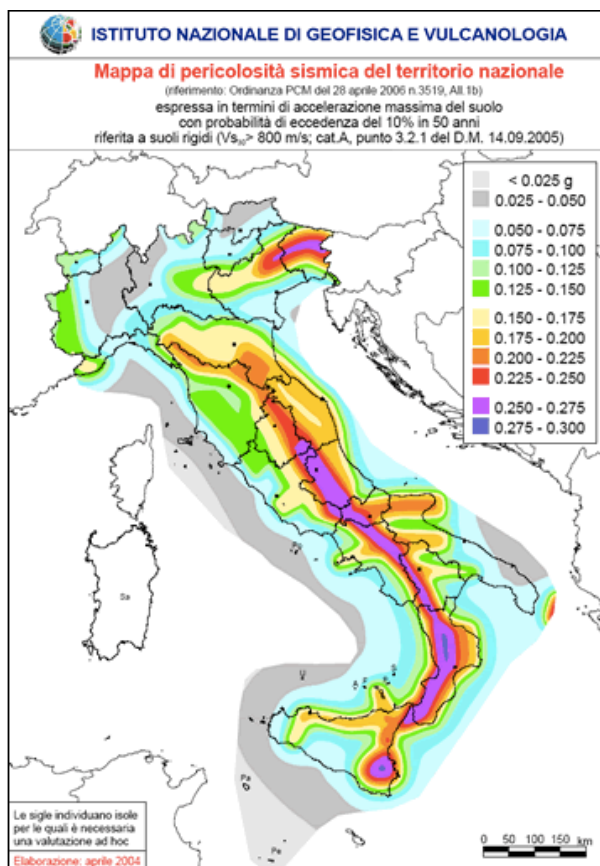 ISTITUTO NAZIONALE DI GEOFISICA E VULCANOLOGIA
Mappa di pericolosità sismica del territorio nazionale
(riferimento: Ordinanza PCM del 28 aprile 2006 n.3519, All.1b)
espressa in termini di accelerazione massima del suolo
con probabilità di eccedenza del 10% in 50 anni
riferita a suoli rigidi (Vs30> 800 m/s; cat.A, punto 3.2.1 del D.M. 14.09.2005)
< 0.025 g
0.025 - 0.050
0.050 - 0.075
0.075 - 0.100
0.100 - 0.125
0.125 - 0.150
0.150 - 0.175
0.175 - 0.200
0.200 - 0.225
0.225 - 0.250
0.250 - 0.275
0.275 - 0.300
Sa
U
A
S
Pa
Pe
Le sigle individuano isole
per le quali è necessaria
una valutazione ad hoc
Elaborazione: aprile 2004
0 50 100 150 km